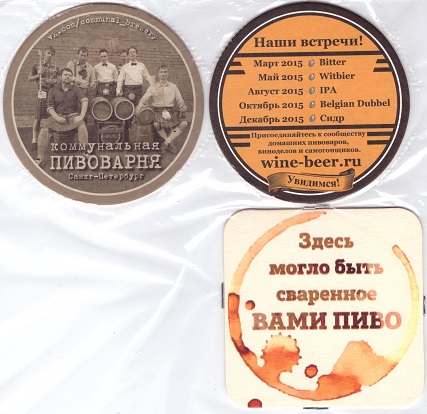 vk.com/communal_brewery
коммунальная
ПИВОВАРНЯ
Санкт-Петербург
Наши встречи!
Март 2015 Bitter
Май 2015 Witbier
Август 2015 IPA
Октябрь 2015 Belgian Dubbel
Декабрь 2015 Сидр
Присоединяйтесь к сообществу
домашних пивоваров,
виноделов и самогонщиков.
wine-beer.ru
Увидимся!
Здесь
могло быть
сваренное
ВАМИ ПИВО